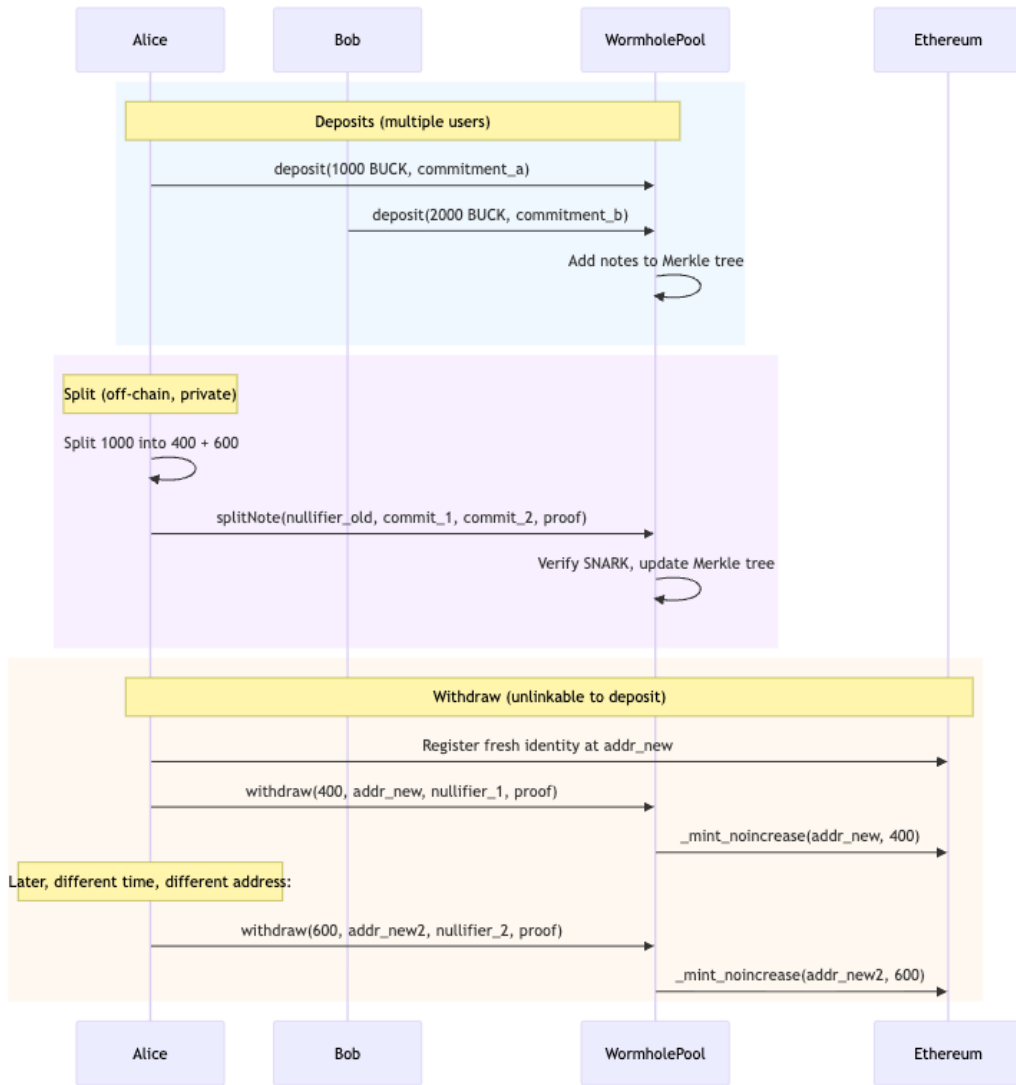 Alice
Bob
WormholePool
Ethereum
Deposits (multiple users)
deposit(1000 BUCK, commitment_a)
deposit(2000 BUCK, commitment_b)
Add notes to Merkle tree
Split (off-chain, private)
Split 1000 into 400 + 600
splitNote(nullifier_old, commit_1, commit_2, proof)
Verify SNARK, update Merkle tree
Withdraw (unlinkable to deposit)
Register fresh identity at addr_new
withdraw(400, addr_new, nullifier_1, proof)
_mint_noincrease(addr_new, 400)
Later, different time, different address:
withdraw(600, addr_new2, nullifier_2, proof)
_mint_noincrease(addr_new2, 600)
Alice
Bob
WormholePool
Ethereum